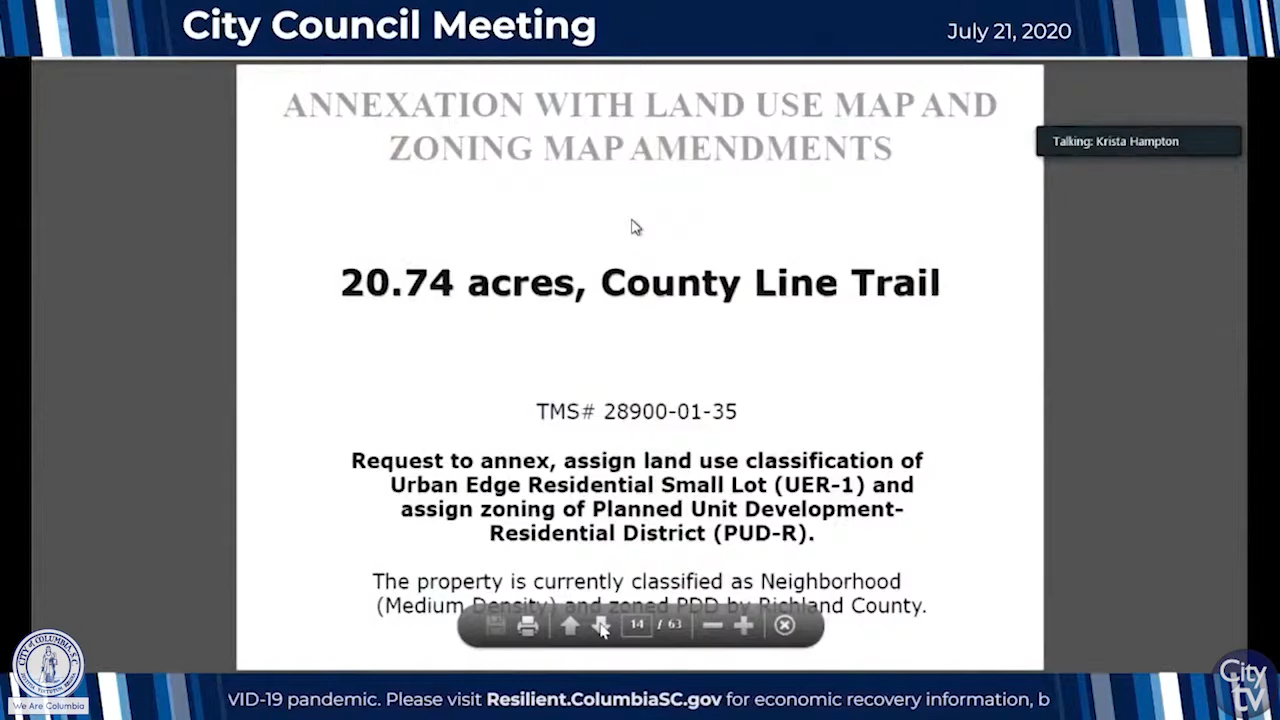 City Council Meeting
July 21, 2020
ANNEXATION WITH LAND USE MAP AND
ZONING MAP AMENDMENTS
Talking: Krista Hampton
20.74 acres, County Line Trail
TMS# 28900-01-35
Request to annex, assign land use classification of
Urban Edge Residential Small Lot (UER-1) and
assign zoning of Planned Unit Development-
Residential District (PUD-R).
The property is currently classified as Neighborhood
(Medium Density) and zoned PDD by Richland County.
14 / 63
CITY OF COLUMBIA, S.C.
We Are Columbia
VID-19 pandemic. Please visit Resilient.ColumbiaSC.gov for economic recovery information, b
City
TV